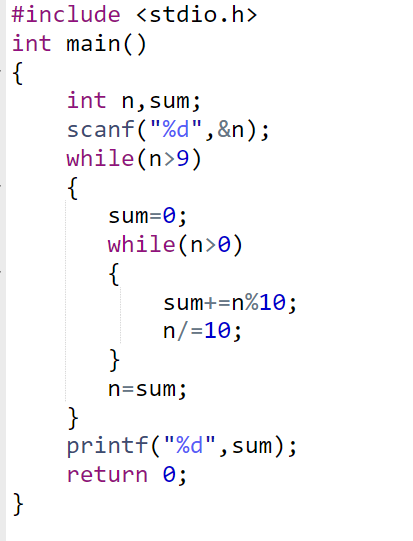 #include <stdio.h>
int main()
{
    int n,sum;
    scanf("%d",&n);
    while(n>9)
    {
       sum=0;
       while(n>0)
       {
           sum+=n%10;
           n/=10;
       }
       n=sum;
    }
    printf("%d",sum);
    return 0;
}